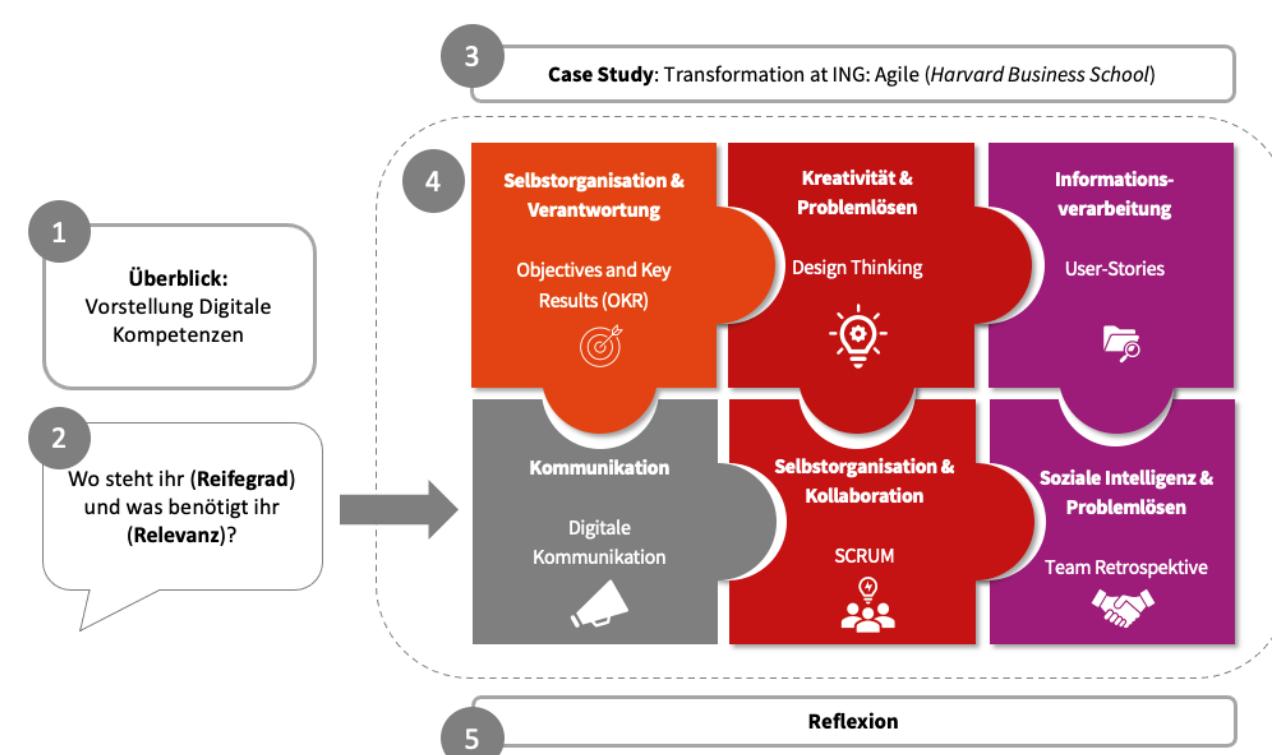 3
Case Study: Transformation at ING: Agile (Harvard Business School)
1
Überblick:
Vorstellung Digitale
Kompetenzen
2
Wo steht ihr (Reifegrad)
und was benötigt ihr
(Relevanz)?
4
Selbstorganisation &
Verantwortung
Objectives and Key
Results (OKR)
Kreativität &
Problemlösen
Design Thinking
Informations-
verarbeitung
User-Stories
Kommunikation
Digitale
Kommunikation
Selbstorganisation &
Kollaboration
SCRUM
Soziale Intelligenz &
Problemlösen
Team Retrospektive
5
Reflexion